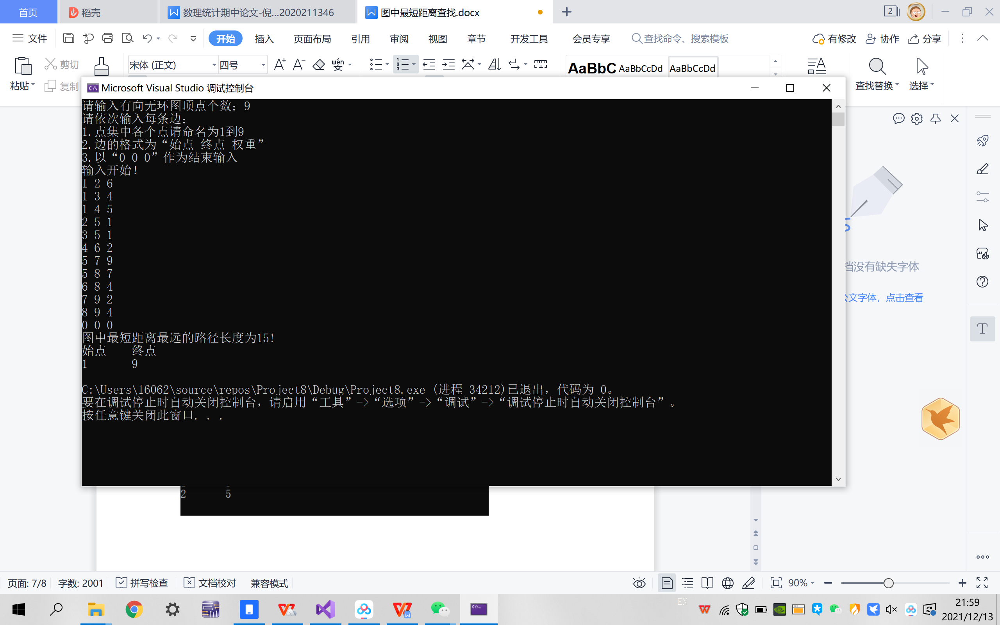 首页 稻壳 数理统计期中论文-倪...2020211346 图中最短距离查找.docx 2
文件 开始 插入 页面布局 引用 审阅 视图 章节 开发工具 会员专享 查找命令、搜索模板 有修改 协作 分享
粘贴 剪切 复制 宋体 (正文) 四号 wén 变 AaBbC AaBbCcDd AaBbCcDd 查找替换 选择
Microsoft Visual Studio 调试控制台
请输入有向无环图顶点个数：9
请依次输入每条边：
1.点集中各个点请命名为1到9
2.边的格式为“始点 终点 权重”
3.以“0 0 0”作为结束输入
输入开始！
1 2 6
1 3 4
1 4 5
2 5 1
3 5 1
4 6 2
5 7 9
5 8 7
6 8 4
7 9 2
8 9 4
0 0 0
图中最短距离最远的路径长度为15！
始点 终点
1 9
C:\Users\16062\source\repos\Project8\Debug\Project8.exe (进程 34212)已退出，代码为 0。
要在调试停止时自动关闭控制台，请启用“工具”->“选项”->“调试”->“调试停止时自动关闭控制台”。
按任意键关闭此窗口. . .
2 5
档没有缺失字体
公文字体，点击查看
页面: 7/8 字数: 2001 拼写检查 文档校对 兼容模式 90%
21:59
2021/12/13